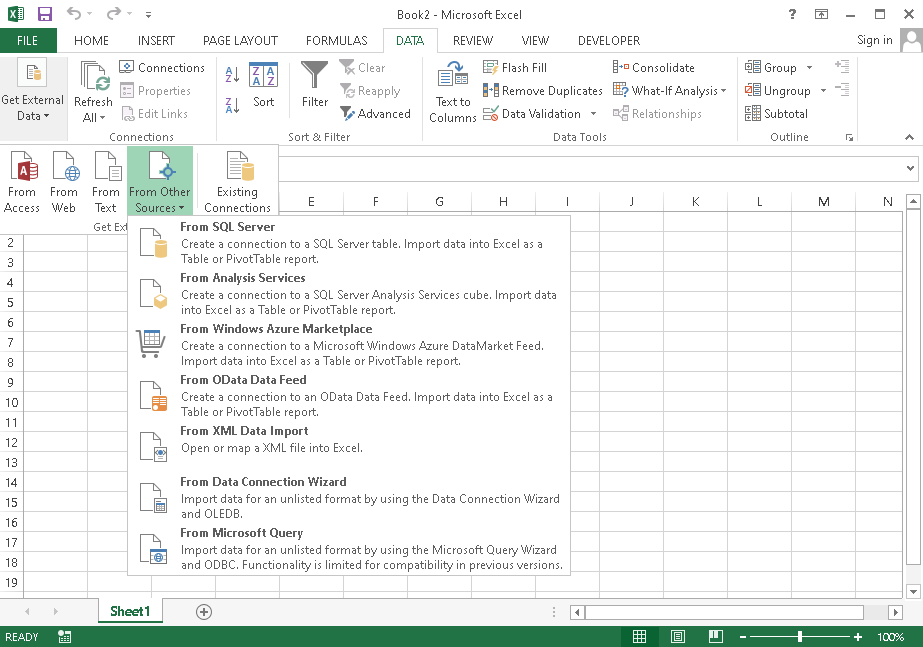 Book2 - Microsoft Excel
?
FILE HOME INSERT PAGE LAYOUT FORMULAS DATA REVIEW VIEW DEVELOPER Sign in
Get External
Data
Refresh
All
Connections
Properties
Edit Links
Connections
A
Z
Z
A
Z A
A Z
Sort
Filter
Clear
Reapply
Advanced
Sort & Filter
Text to
Columns
Flash Fill
Remove Duplicates
Data Validation
Consolidate
What-If Analysis
Relationships
Data Tools
Group
Ungroup
Subtotal
Outline
From
Access
From
Web
From
Text
From Other
Sources
Existing
Connections
Get Ext
E F G H I J K L M N
From SQL Server
Create a connection to a SQL Server table. Import data into Excel as a
Table or PivotTable report.
From Analysis Services
Create a connection to a SQL Server Analysis Services cube. Import data
into Excel as a Table or PivotTable report.
From Windows Azure Marketplace
Create a connection to a Microsoft Windows Azure DataMarket Feed.
Import data into Excel as a Table or PivotTable report.
From OData Data Feed
Create a connection to an OData Data Feed. Import data into Excel as a
Table or PivotTable report.
From XML Data Import
Open or map a XML file into Excel.
From Data Connection Wizard
Import data for an unlisted format by using the Data Connection Wizard
and OLEDB.
From Microsoft Query
Import data for an unlisted format by using the Microsoft Query Wizard
and ODBC. Functionality is limited for compatibility in previous versions.
2
3
4
5
6
7
8
9
10
11
12
13
14
15
16
17
18
19
Sheet1
READY
100%